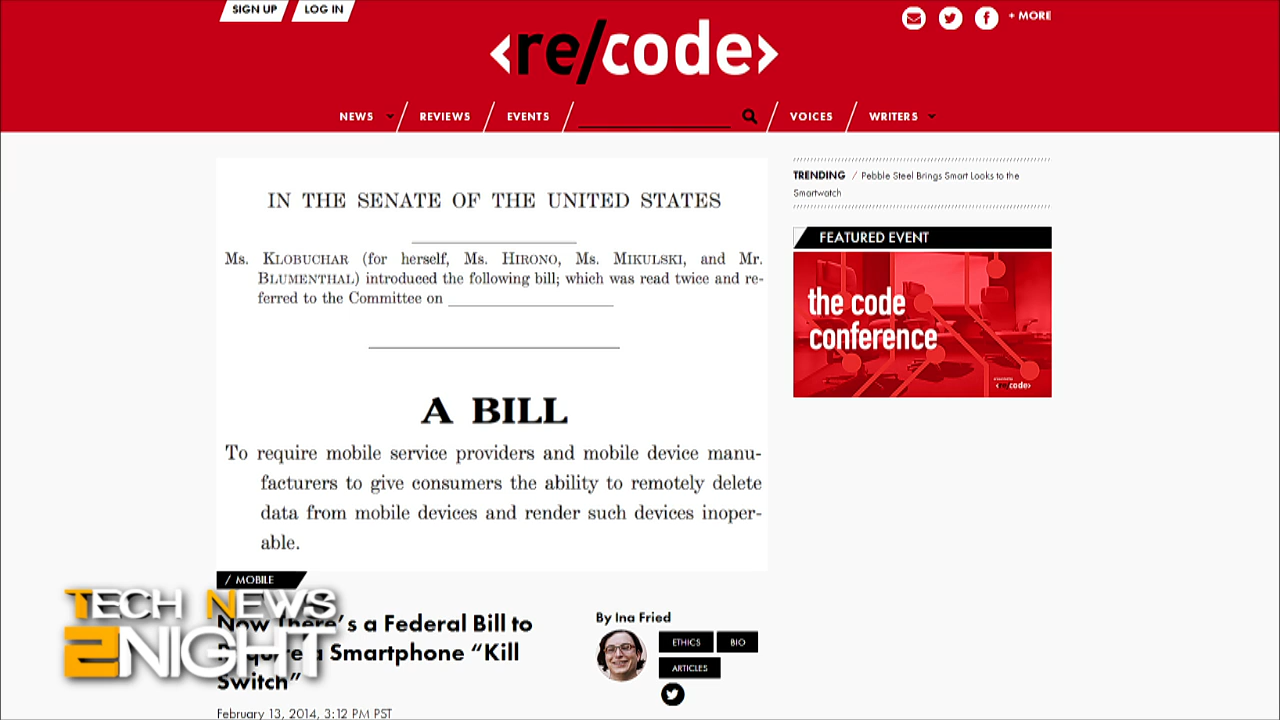 SIGN UP
LOG IN
+ MORE
<re/code>
NEWS
REVIEWS
EVENTS
VOICES
WRITERS
IN THE SENATE OF THE UNITED STATES
Ms. KLOBUCHAR (for herself, Ms. HIRONO, Ms. MIKULSKI, and Mr.
BLUMENTHAL) introduced the following bill; which was read twice and re-
ferred to the Committee on
A BILL
To require mobile service providers and mobile device manu-
facturers to give consumers the ability to remotely delete
data from mobile devices and render such devices inoper-
able.
TRENDING / Pebble Steel Brings Smart Looks to the
Smartwatch
FEATURED EVENT
the code
conference
<re/code>
/ MOBILE
Now There's a Federal Bill to
Require a Smartphone “Kill
Switch”
February 13, 2014, 3:12 PM PST
By Ina Fried
ETHICS
BIO
ARTICLES
TECH NEWS
2NIGHT